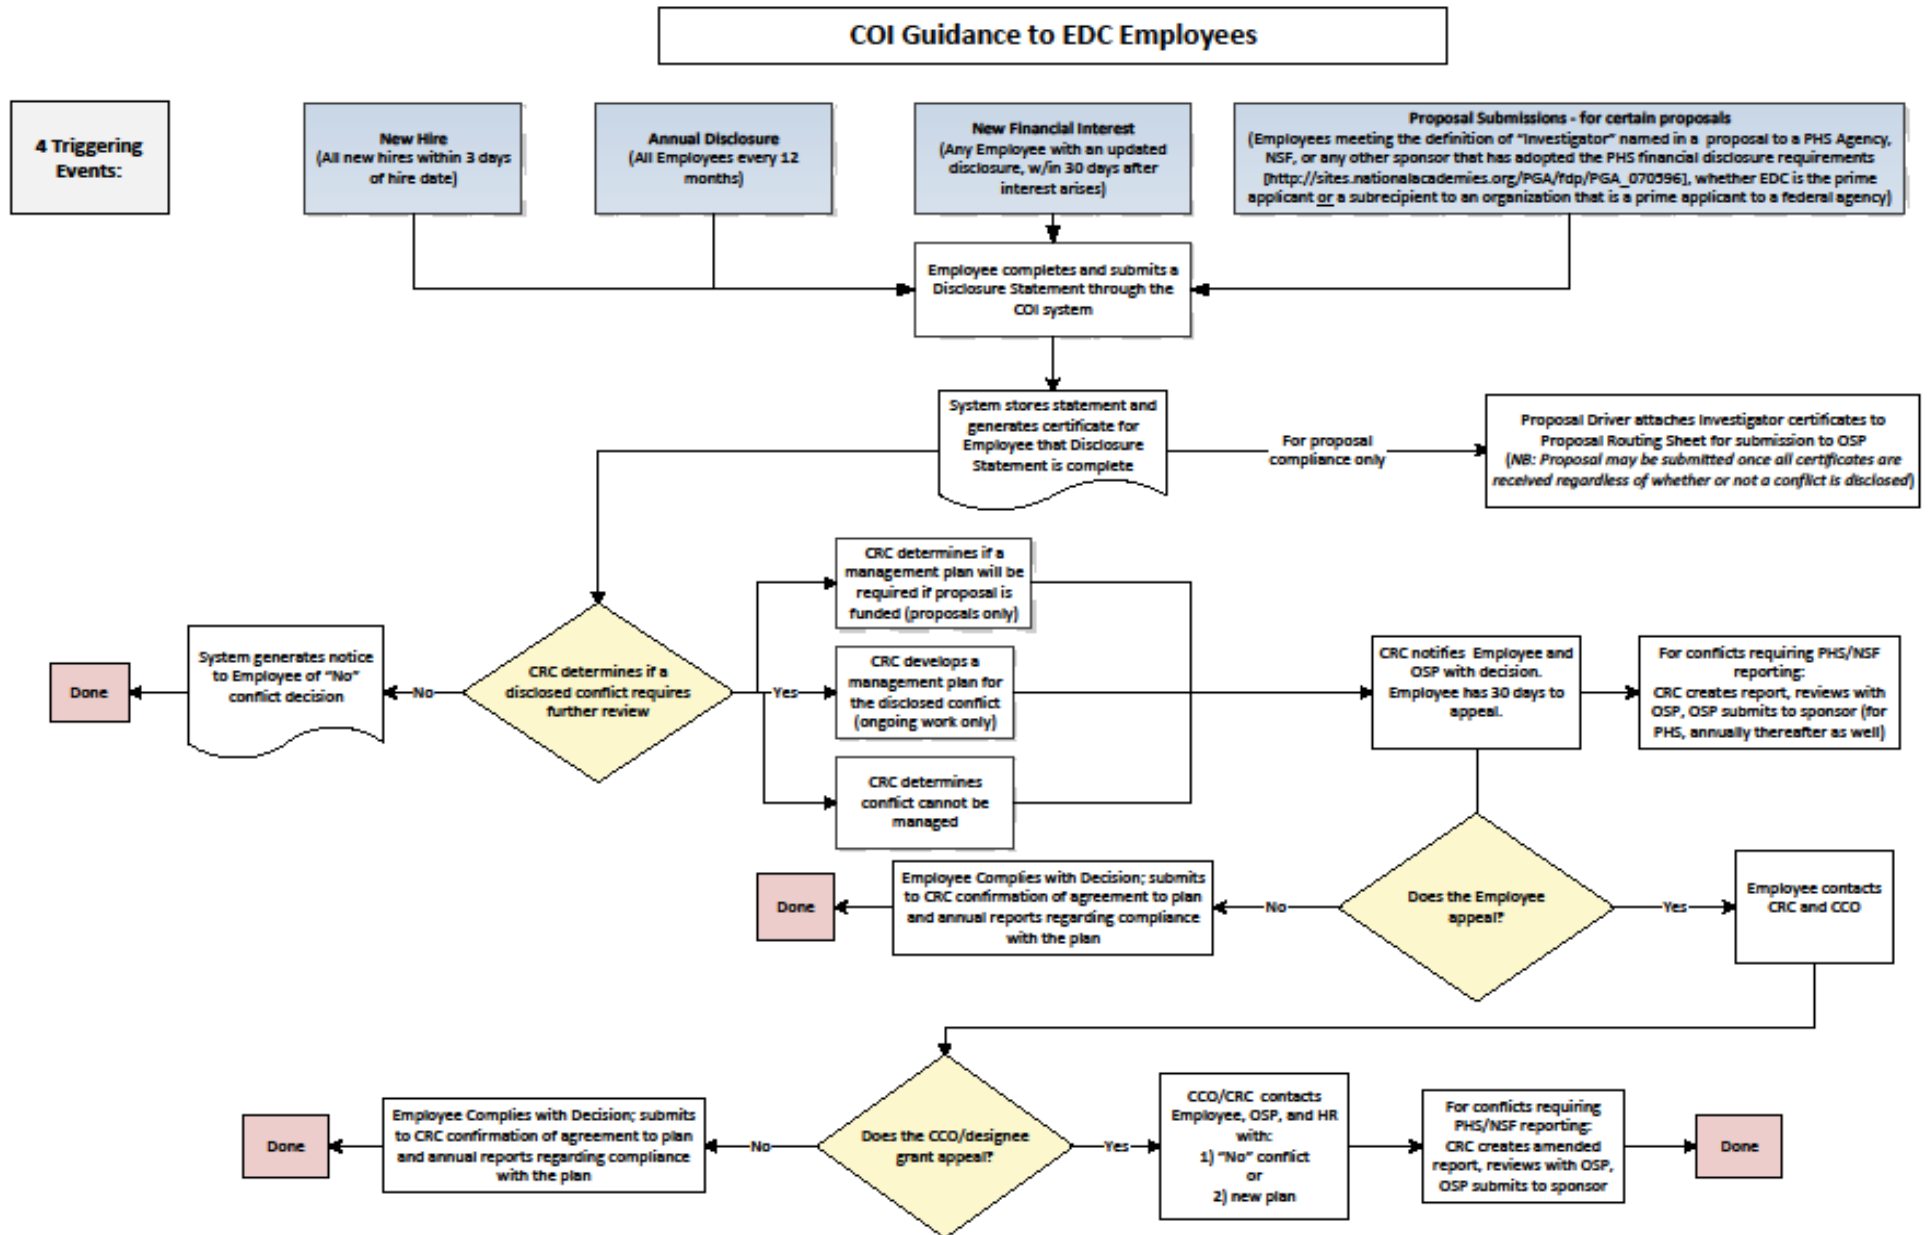 COI Guidance to EDC Employees
4 Triggering
Events:
New Hire
(All new hires within 3 days
of hire date)
Annual Disclosure
(All Employees every 12
months)
New Financial Interest
(Any Employee with an updated
disclosure, w/in 30 days after
interest arises)
Proposal Submissions - for certain proposals
(Employees meeting the definition of "Investigator" named in a proposal to a PHS Agency,
NSF, or any other sponsor that has adopted the PHS financial disclosure requirements
[http://sites.nationalacademies.org/PGA/fdp/PGA_070596], whether EDC is the prime
applicant or a subrecipient to an organization that is a prime applicant to a federal agency)
Employee completes and submits a
Disclosure Statement through the
COI system
System stores statement and
generates certificate for
Employee that Disclosure
Statement is complete
For proposal
compliance only
Proposal Driver attaches Investigator certificates to
Proposal Routing Sheet for submission to OSP
(NB: Proposal may be submitted once all certificates are
received regardless of whether or not a conflict is disclosed)
CRC determines if a
management plan will be
required if proposal is
funded (proposals only)
Done
System generates notice
to Employee of "No"
conflict decision
No
CRC determines if a
disclosed conflict requires
further review
Yes
CRC develops a
management plan for
the disclosed conflict
(ongoing work only)
CRC notifies Employee and
OSP with decision.
Employee has 30 days to
appeal.
For conflicts requiring PHS/NSF
reporting:
CRC creates report, reviews with
OSP, OSP submits to sponsor (for
PHS, annually thereafter as well)
CRC determines
conflict cannot be
managed
Done
Employee Complies with Decision; submits
to CRC confirmation of agreement to plan
and annual reports regarding compliance
with the plan
No
Does the Employee
appeal?
Yes
Employee contacts
CRC and CCO
Done
Employee Complies with Decision; submits
to CRC confirmation of agreement to plan
and annual reports regarding compliance
with the plan
No
Does the CCO/designee
grant appeal?
Yes
CCO/CRC contacts
Employee, OSP, and HR
with:
1) "No" conflict
or
2) new plan
For conflicts requiring
PHS/NSF reporting:
CRC creates amended
report, reviews with OSP,
OSP submits to sponsor
Done